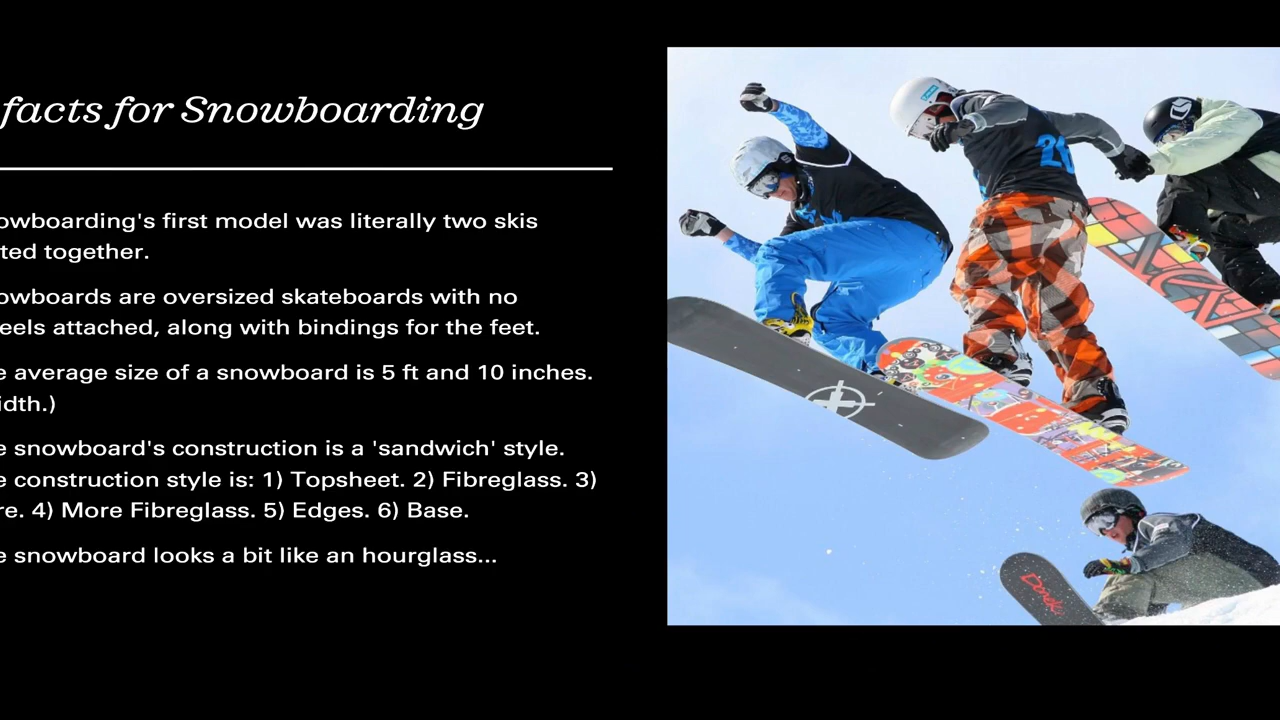 facts for Snowboarding
owboarding's first model was literally two skis
ted together.
owboards are oversized skateboards with no
eels attached, along with bindings for the feet.
e average size of a snowboard is 5 ft and 10 inches.
idth.)
e snowboard's construction is a 'sandwich' style.
e construction style is: 1) Topsheet. 2) Fibreglass. 3)
re. 4) More Fibreglass. 5) Edges. 6) Base.
e snowboard looks a bit like an hourglass...
Donek